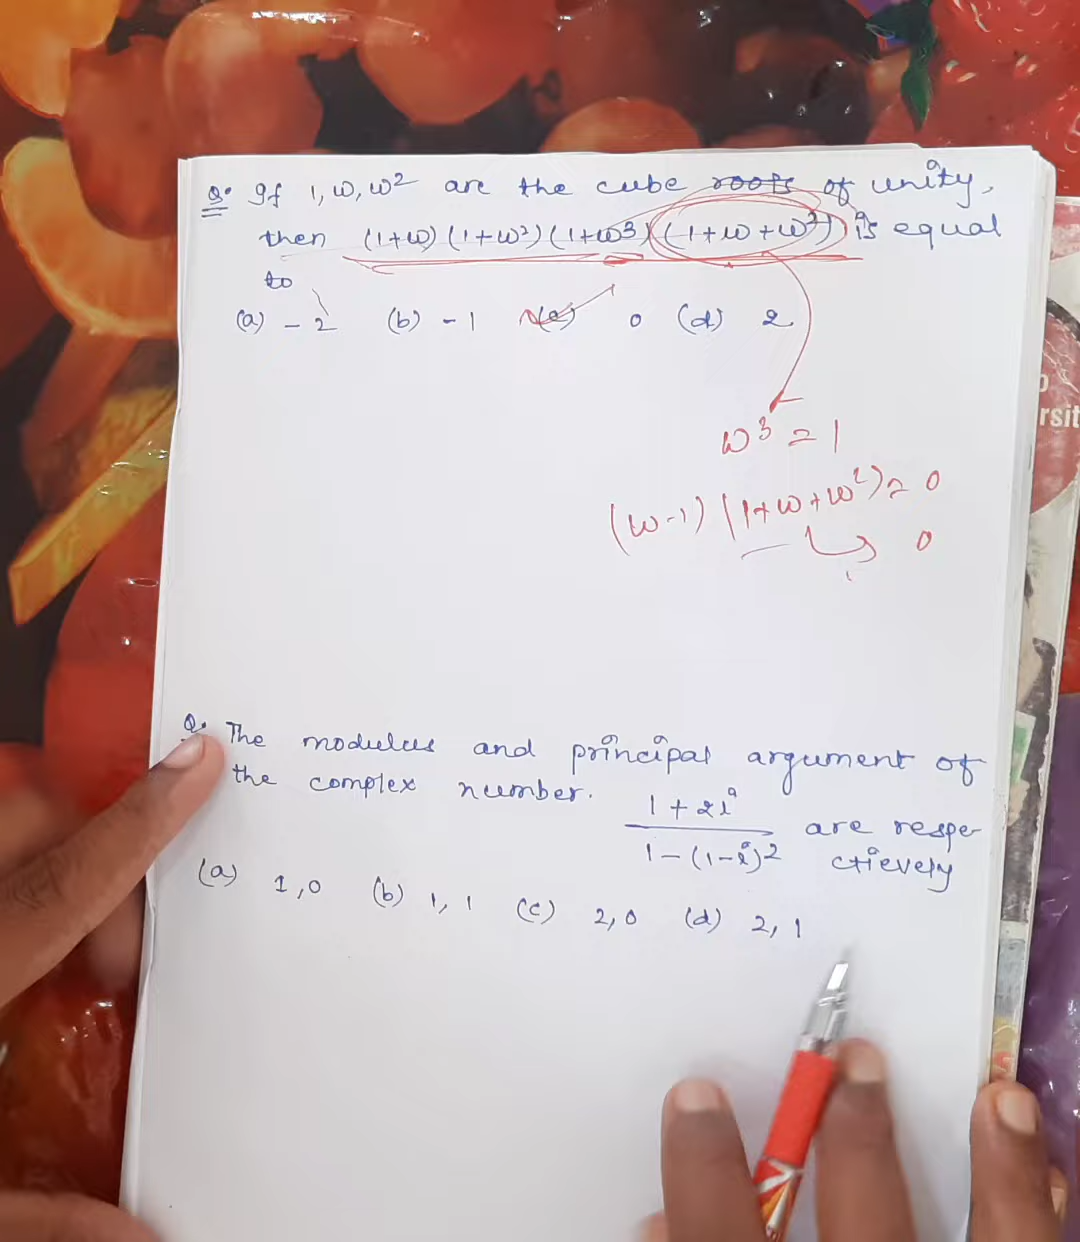 Q. If 1, ω, ω² are the cube roots of unity,
then (1+ω) (1+ω²) (1+ω3) (1+ω+ω²) is equal
to
(a) -2 (b) -1 (c) 0 (d) 2
ω³ = 1
(ω-1) (1+ω+ω²) = 0
0
Q. The modulus and principal argument of
the complex number. 1+2i / 1-(1-i)² are respe-
ctievely
(a) 1,0 (b) 1, 1 (c) 2,0 (d) 2, 1
rsit